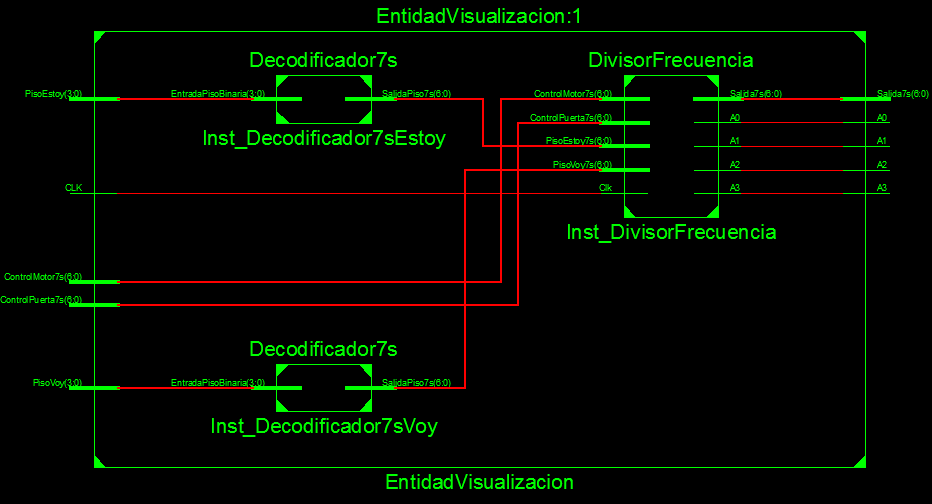 EntidadVisualizacion:1
Decodificador7s
DivisorFrecuencia
PisoEstoy(3:0)
EntradaPisoBinaria(3:0)
SalidaPiso7s(6:0)
ControlMotor7s(6:0)
Salida7s(6:0)
Salida7s(6:0)
ControlPuerta7s(6:0)
A0
A0
Inst_Decodificador7sEstoy
PisoEstoy7s(6:0)
A1
A1
PisoVoy7s(6:0)
A2
A2
CLK
Clk
A3
A3
Inst_DivisorFrecuencia
ControlMotor7s(6:0)
ControlPuerta7s(6:0)
Decodificador7s
PisoVoy(3:0)
EntradaPisoBinaria(3:0)
SalidaPiso7s(6:0)
Inst_Decodificador7sVoy
EntidadVisualizacion